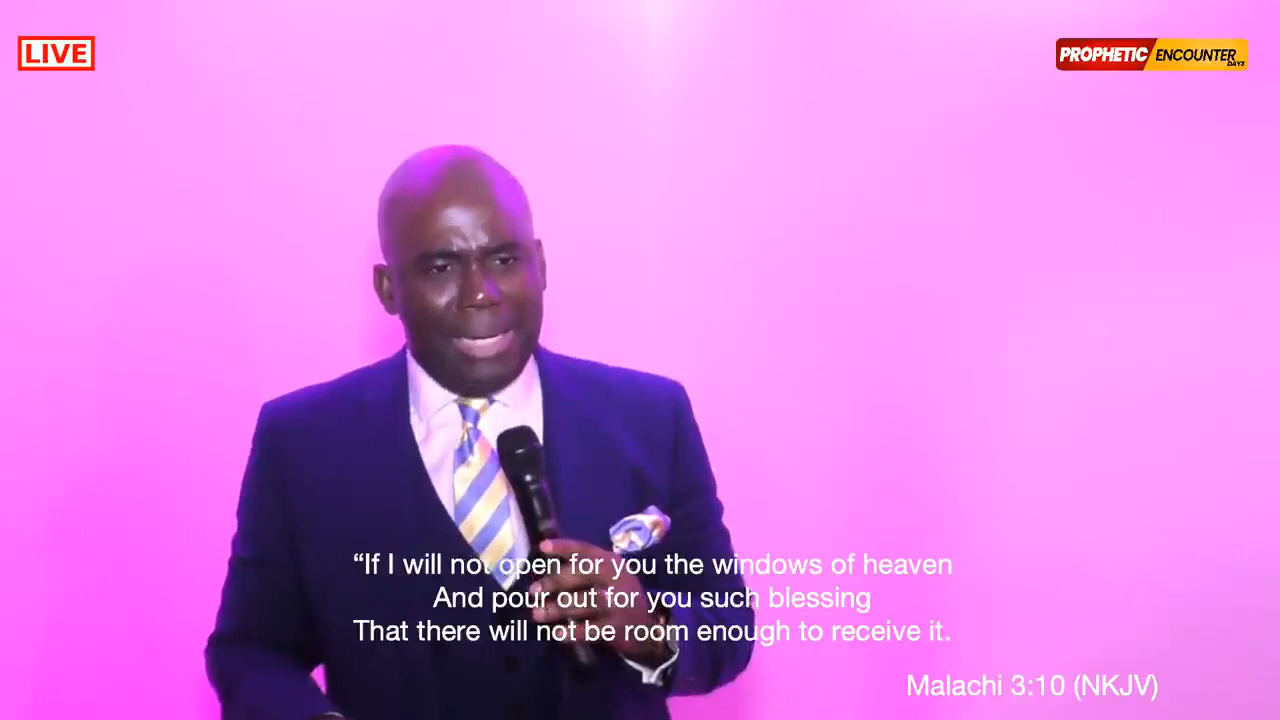 LIVE
PROPHETIC ENCOUNTER
DAYS
“If I will not open for you the windows of heaven
And pour out for you such blessing
That there will not be room enough to receive it.
Malachi 3:10 (NKJV)